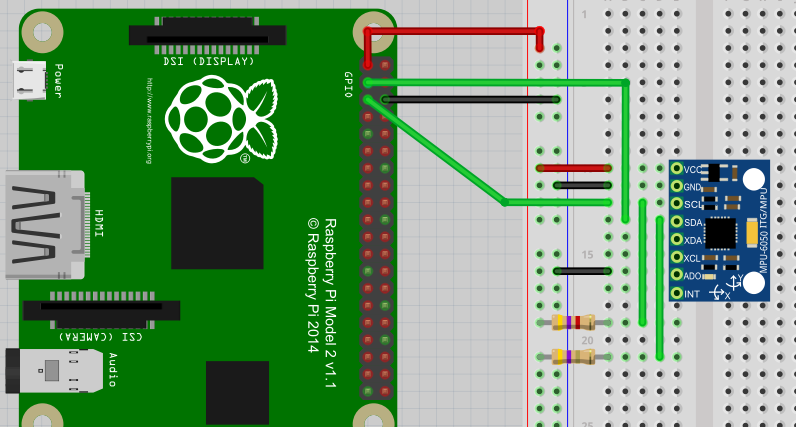 1
DSI (DISPLAY)
Power
GPIO
http://www.raspberrypi.org
TM
HDMI
Raspberry Pi Model 2 v1.1
© Raspberry Pi 2014
CSI (CAMERA)
Audio
15
20
25
VCC
GND
SCL
SDA
XDA
XCL
ADO
INT
MPU-6050 ITG/MPU
Y
X